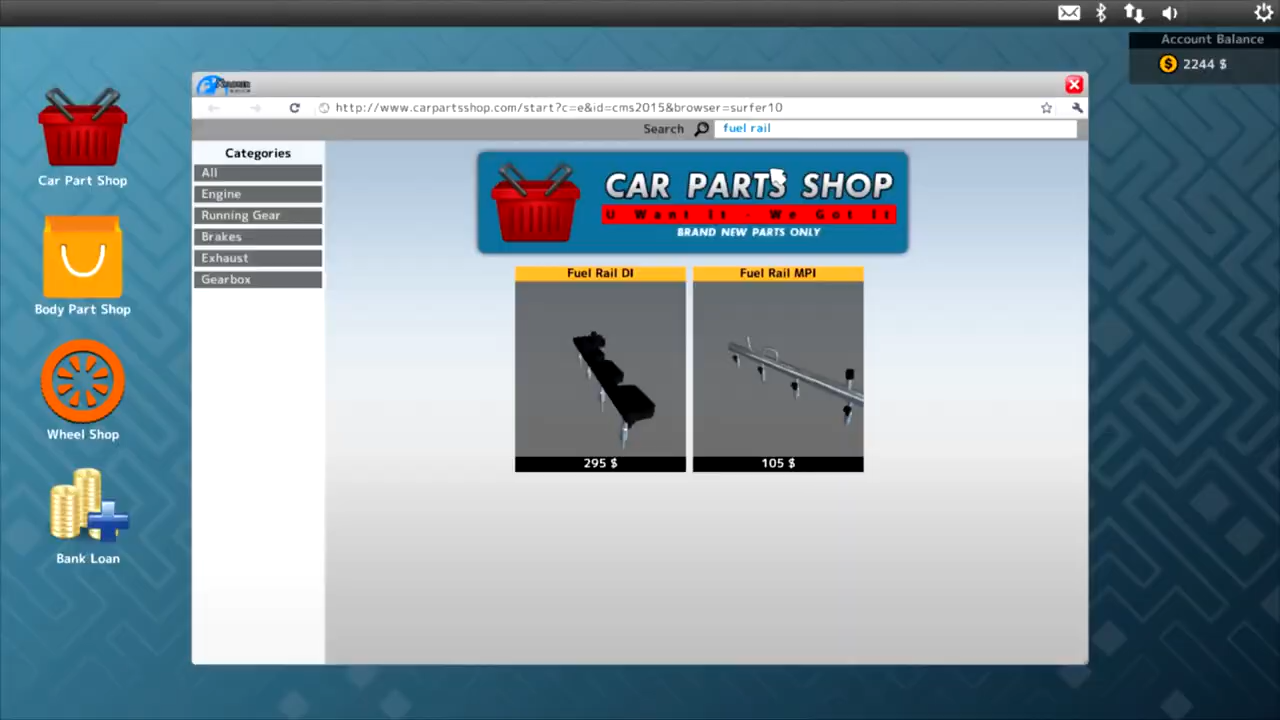 Account Balance
$ 2244 $
http://www.carpartsshop.com/start?c=e&id=cms2015&browser=surfer10
Search fuel rail
Categories
All
Engine
Running Gear
Brakes
Exhaust
Gearbox
CAR PARTS SHOP
U Want It - We Got It
BRAND NEW PARTS ONLY
Fuel Rail DI
295 $
Fuel Rail MPI
105 $
Car Part Shop
Body Part Shop
Wheel Shop
Bank Loan